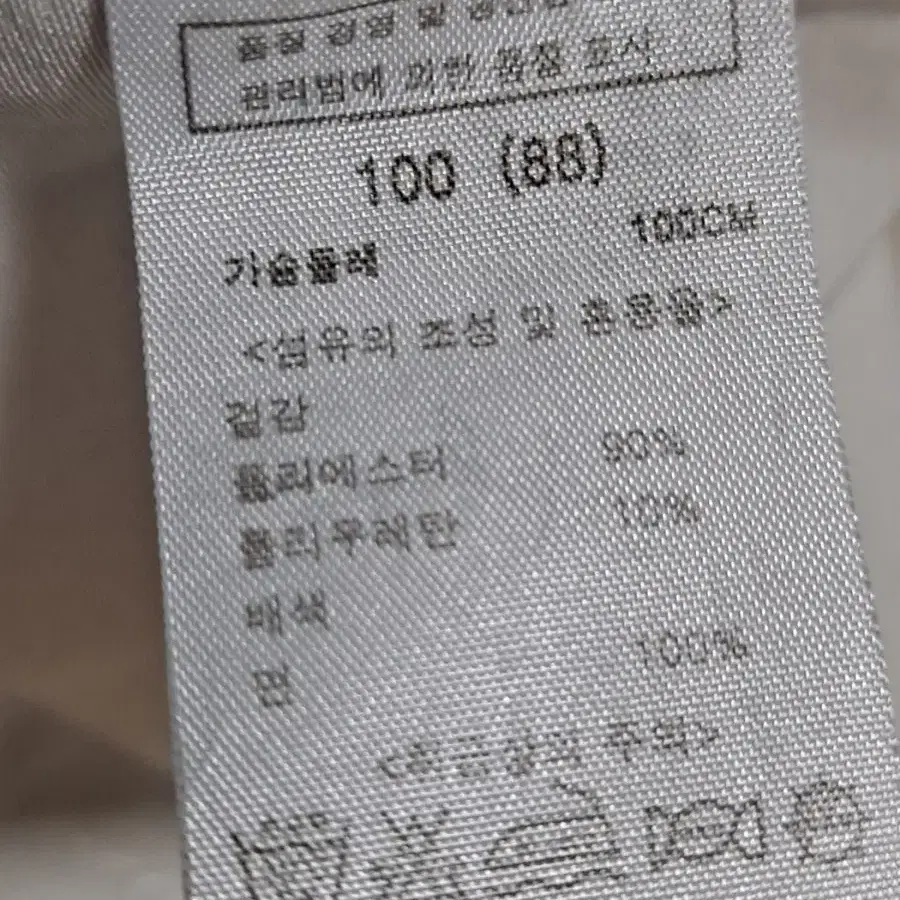 품질 경영 및 공산품
관리법에 의한 품질 표시
100 (88)
가슴둘레 100CM
<섬유의 조성 및 혼용율>
겉감
폴리에스터 90%
폴리우레탄 10%
배색
면 100%
<취급상의 주의>